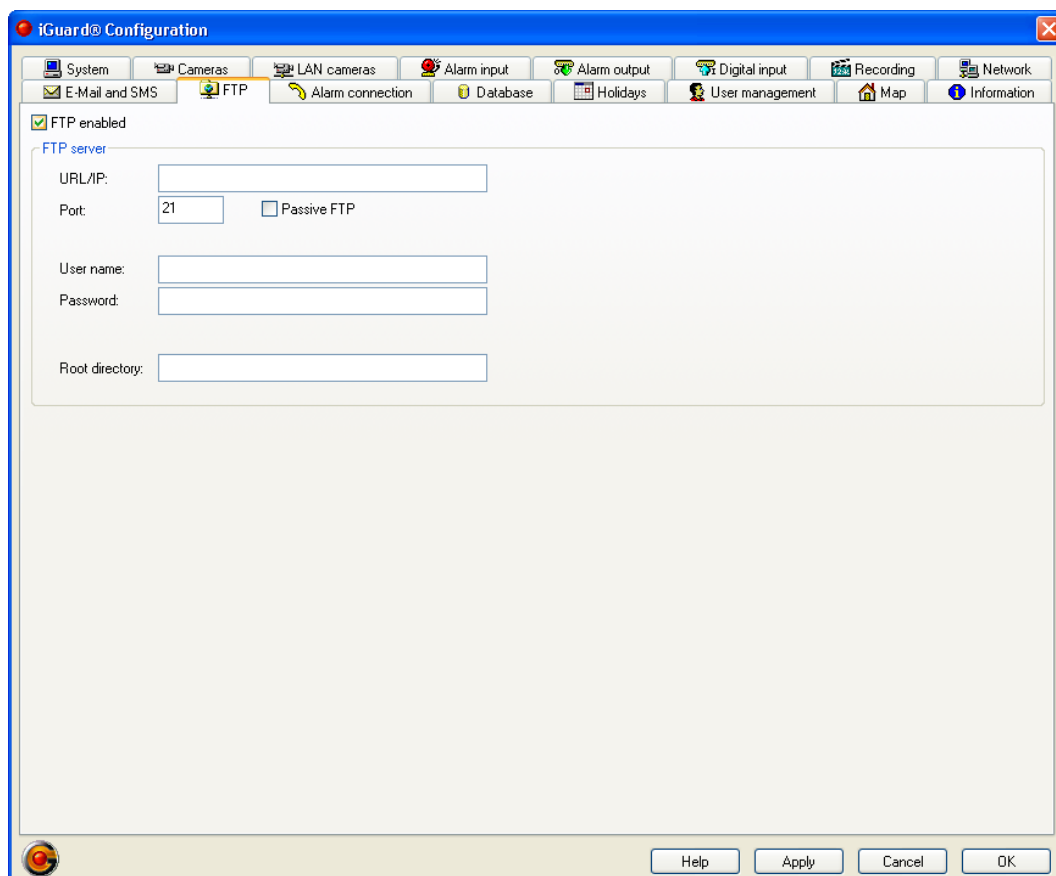 iGuard® Configuration
System Cameras LAN cameras Alarm input Alarm output Digital input Recording Network
E-Mail and SMS FTP Alarm connection Database Holidays User management Map Information
FTP enabled
FTP server
URL/IP:
Port: 21 Passive FTP
User name:
Password:
Root directory:
Help Apply Cancel OK